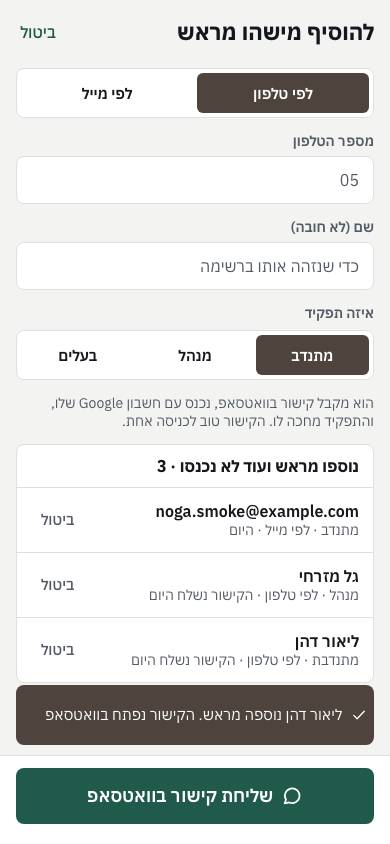 להוסיף מישהו מראש
ביטול
לפי טלפון
לפי מייל
מספר הטלפון
05
שם (לא חובה)
כדי שנזהה אותו ברשימה
איזה תפקיד
מתנדב
מנהל
בעלים
הוא מקבל קישור בוואטסאפ, נכנס עם חשבון Google שלו,
והתפקיד מחכה לו. הקישור טוב לכניסה אחת.
נוספו מראש ועוד לא נכנסו · 3
noga.smoke@example.com
מתנדב · לפי מייל · היום
ביטול
גל מזרחי
מנהל · לפי טלפון · הקישור נשלח היום
ביטול
ליאור דהן
מתנדבת · לפי טלפון · הקישור נשלח היום
ביטול
ליאור דהן נוספה מראש. הקישור נפתח בוואטסאפ
שליחת קישור בוואטסאפ